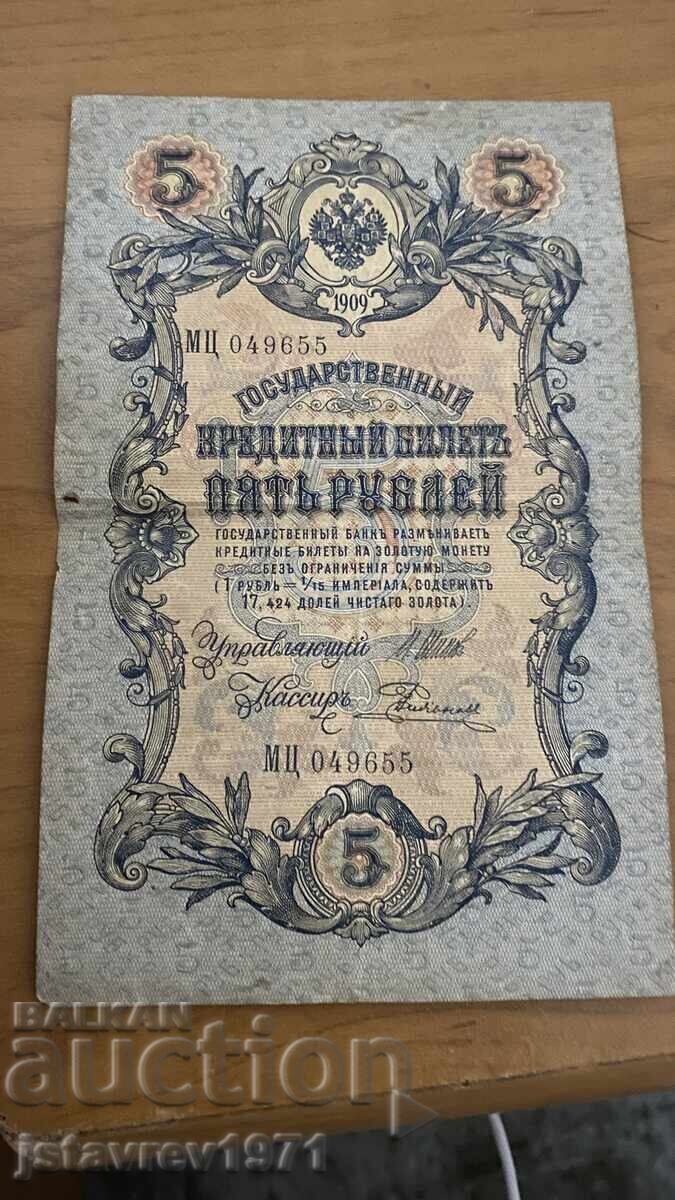 5 5
1909
МЦ 049655
ГОСУДАРСТВЕННЫЙ
КРЕДИТНЫЙ БИЛЕТЪ
ПЯТЬ РУБЛЕЙ
ГОСУДАРСТВЕННЫЙ БАНКЪ РАЗМѢНИВАЕТЪ
КРЕДИТНЫЕ БИЛЕТЫ НА ЗОЛОТУЮ МОНЕТУ
БЕЗЪ ОГРАНИЧЕНІЯ СУММЫ
(1 РУБЛЬ = 1/15 ИМПЕРІАЛА, СОДЕРЖИТЪ
17,424 ДОЛЕЙ ЧИСТАГО ЗОЛОТА).
Управляющій
Кассиръ
МЦ 049655
5
BALKAN
auction
jstavrev1971